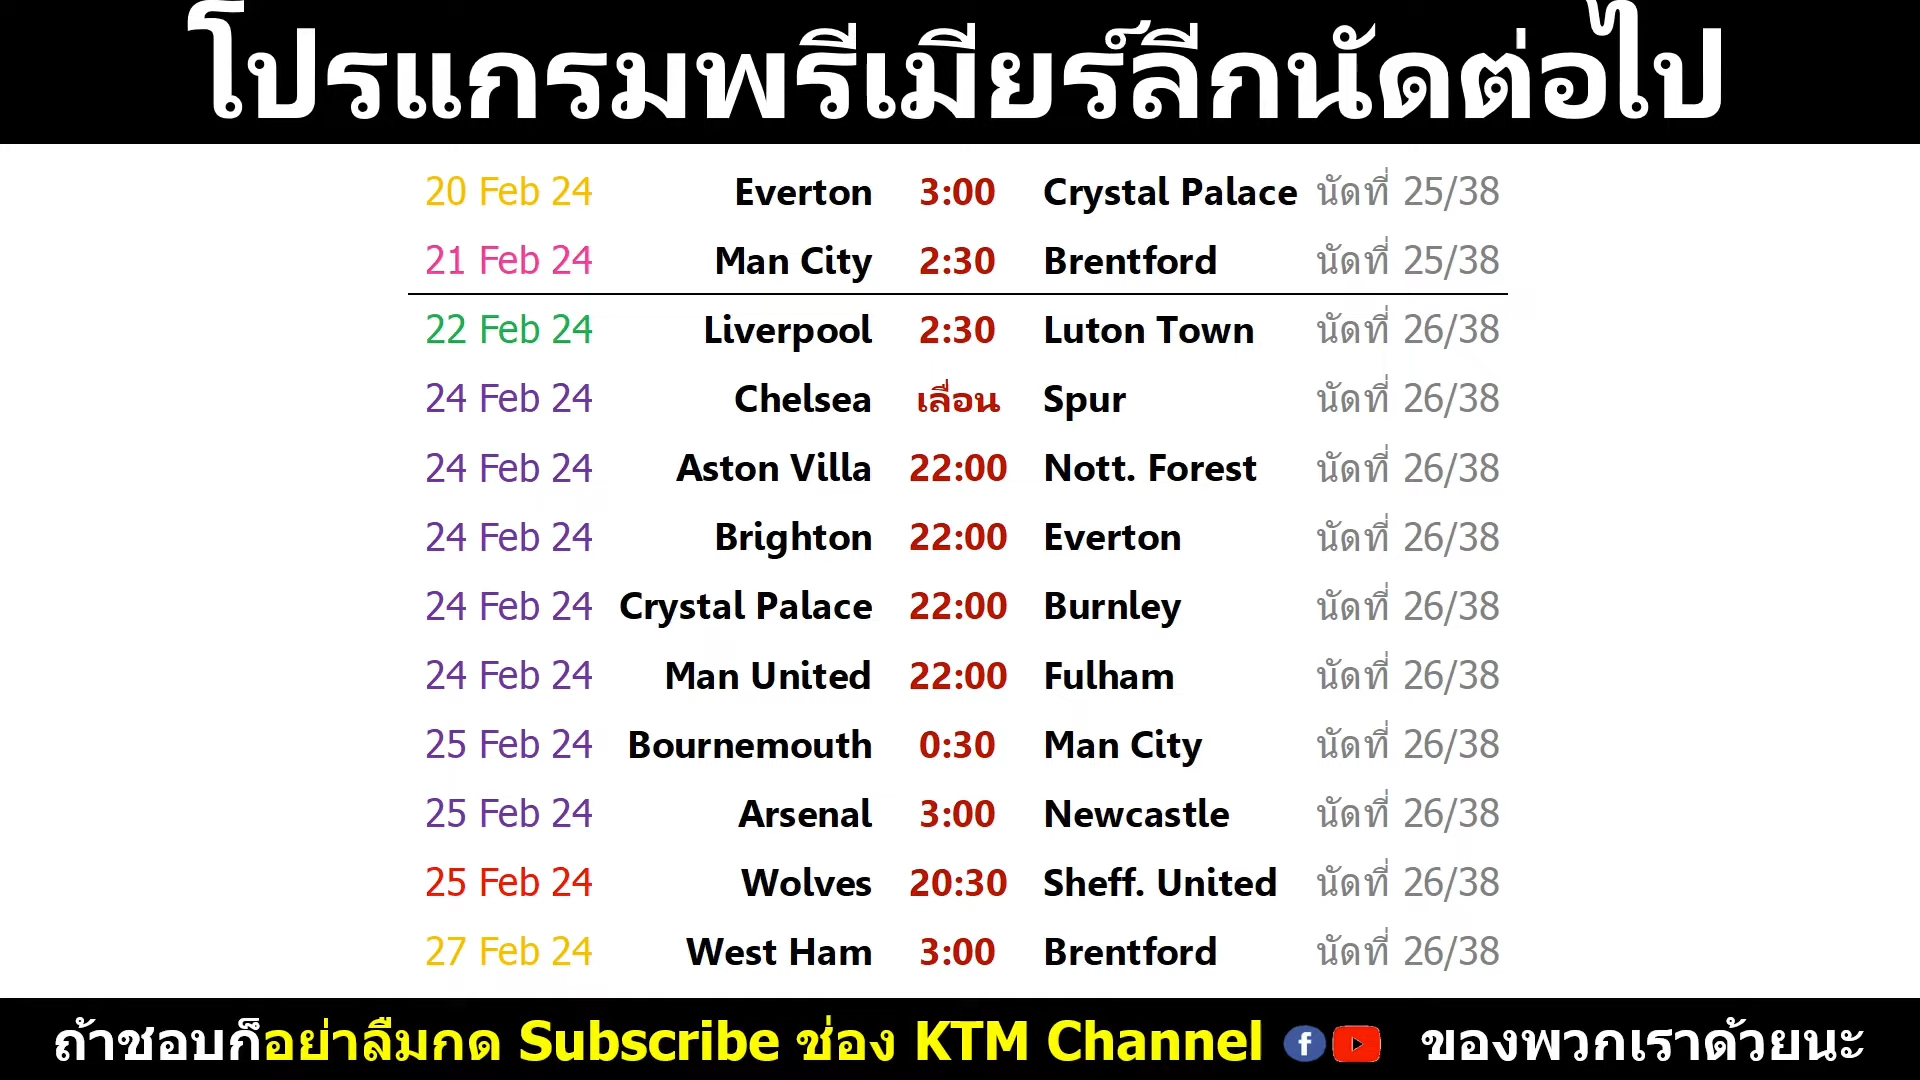 โปรแกรมพรีเมียร์ลีกนัดต่อไป
20 Feb 24 Everton 3:00 Crystal Palace นัดที่ 25/38
21 Feb 24 Man City 2:30 Brentford นัดที่ 25/38
22 Feb 24 Liverpool 2:30 Luton Town นัดที่ 26/38
24 Feb 24 Chelsea เลื่อน Spur นัดที่ 26/38
24 Feb 24 Aston Villa 22:00 Nott. Forest นัดที่ 26/38
24 Feb 24 Brighton 22:00 Everton นัดที่ 26/38
24 Feb 24 Crystal Palace 22:00 Burnley นัดที่ 26/38
24 Feb 24 Man United 22:00 Fulham นัดที่ 26/38
25 Feb 24 Bournemouth 0:30 Man City นัดที่ 26/38
25 Feb 24 Arsenal 3:00 Newcastle นัดที่ 26/38
25 Feb 24 Wolves 20:30 Sheff. United นัดที่ 26/38
27 Feb 24 West Ham 3:00 Brentford นัดที่ 26/38
ถ้าชอบก็อย่าลืมกด Subscribe ช่อง KTM Channel f ของพวกเราด้วยนะ